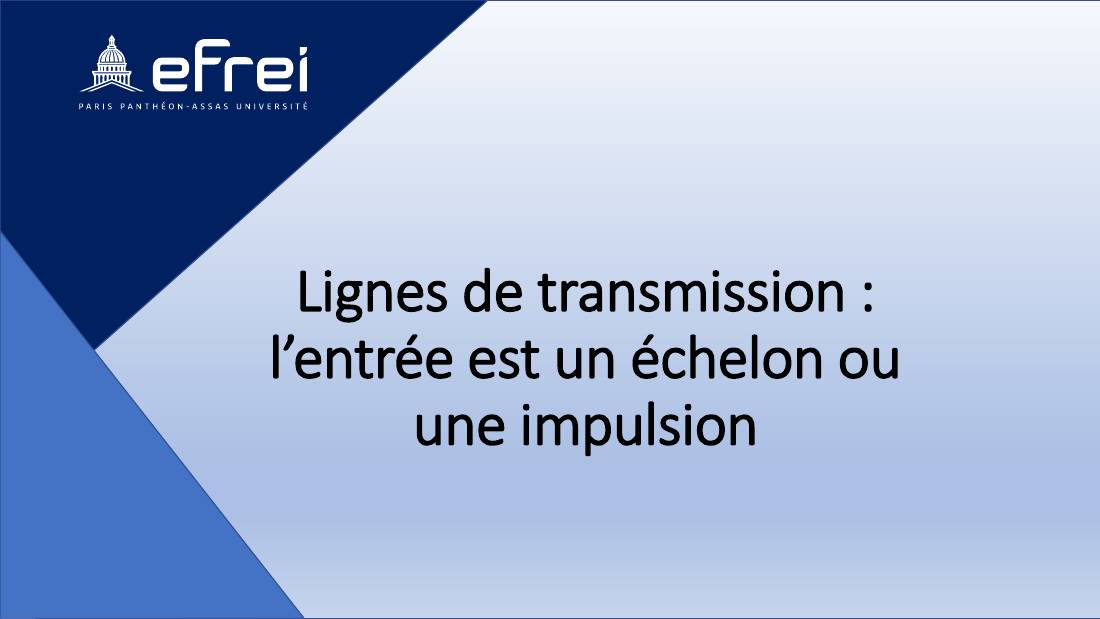 efrei
PARIS PANTHÉON-ASSAS UNIVERSITÉ
Lignes de transmission :
l’entrée est un échelon ou
une impulsion